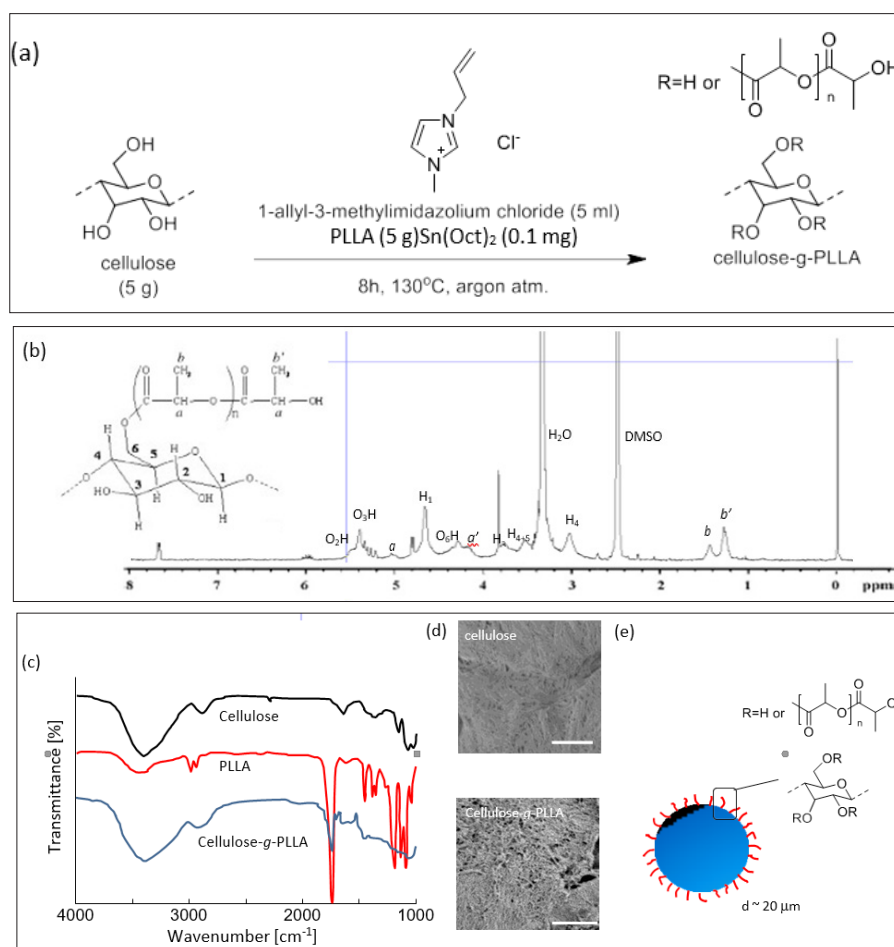 (a)
R=H or
O
O
n
O
OH
N
N
+
Cl-
OH
O
HO
OH
cellulose
(5 g)
1-allyl-3-methylimidazolium chloride (5 ml)
PLLA (5 g)Sn(Oct)2 (0.1 mg)
8h, 130oC, argon atm.
OR
O
RO
OR
cellulose-g-PLLA
(b)
b
b'
O
CH3
O
CH3
C
CH
O
C
CH
OH
a
n
a
O
6
4
5
H
O
2
1
O
HO
3
OH
O
H
H
H
O2H
O3H
a
H1
O6H
a'
H
H4-5
H2O
H4
DMSO
b
b'
8
7
6
5
4
3
2
1
0
ppm
(c)
Transmittance [%]
Cellulose
PLLA
Cellulose-g-PLLA
4000
3000
2000
1000
Wavenumber [cm-1]
(d)
cellulose
Cellulose-g-PLLA
(e)
R=H or
O
O
n
O
OR
O
RO
OR
d ~ 20 μm